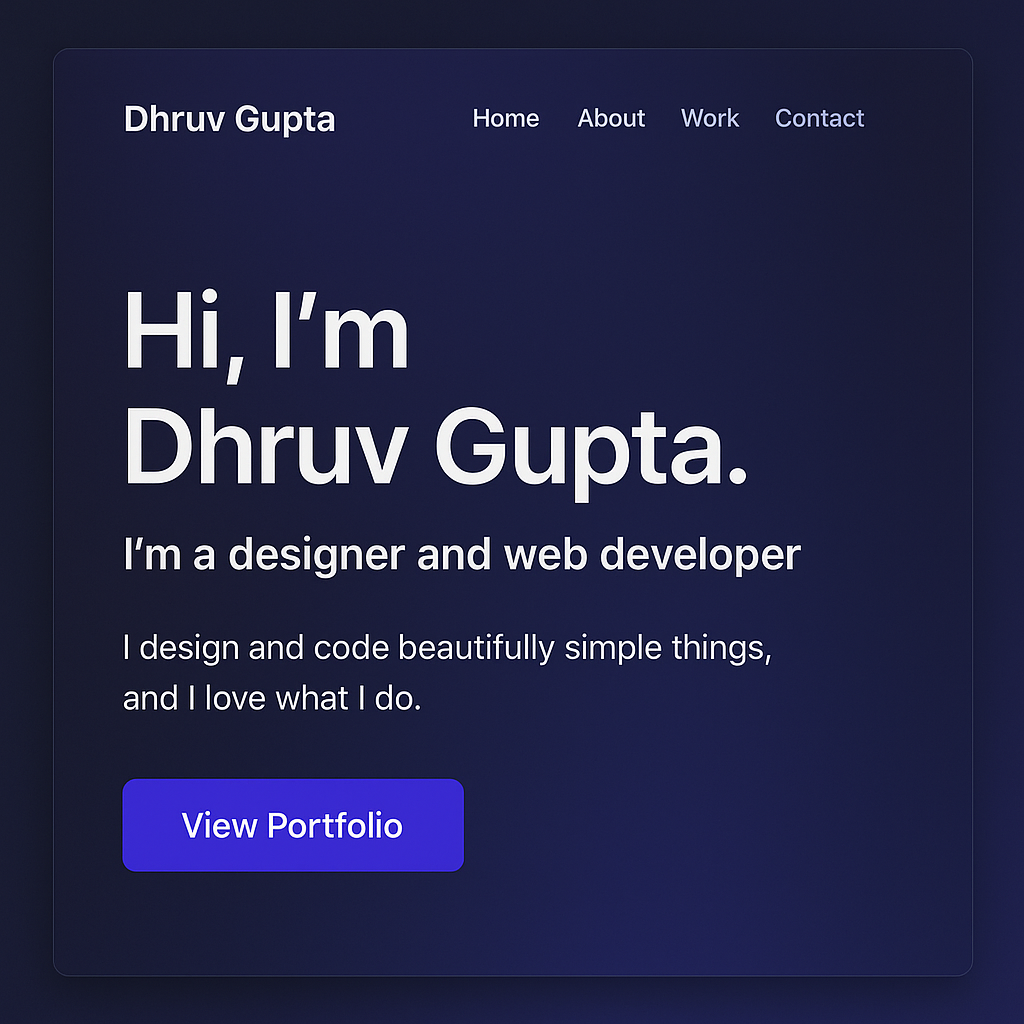 Dhruv Gupta Home About Work Contact
Hi, I’m
Dhruv Gupta.
I’m a designer and web developer
I design and code beautifully simple things,
and I love what I do.
View Portfolio